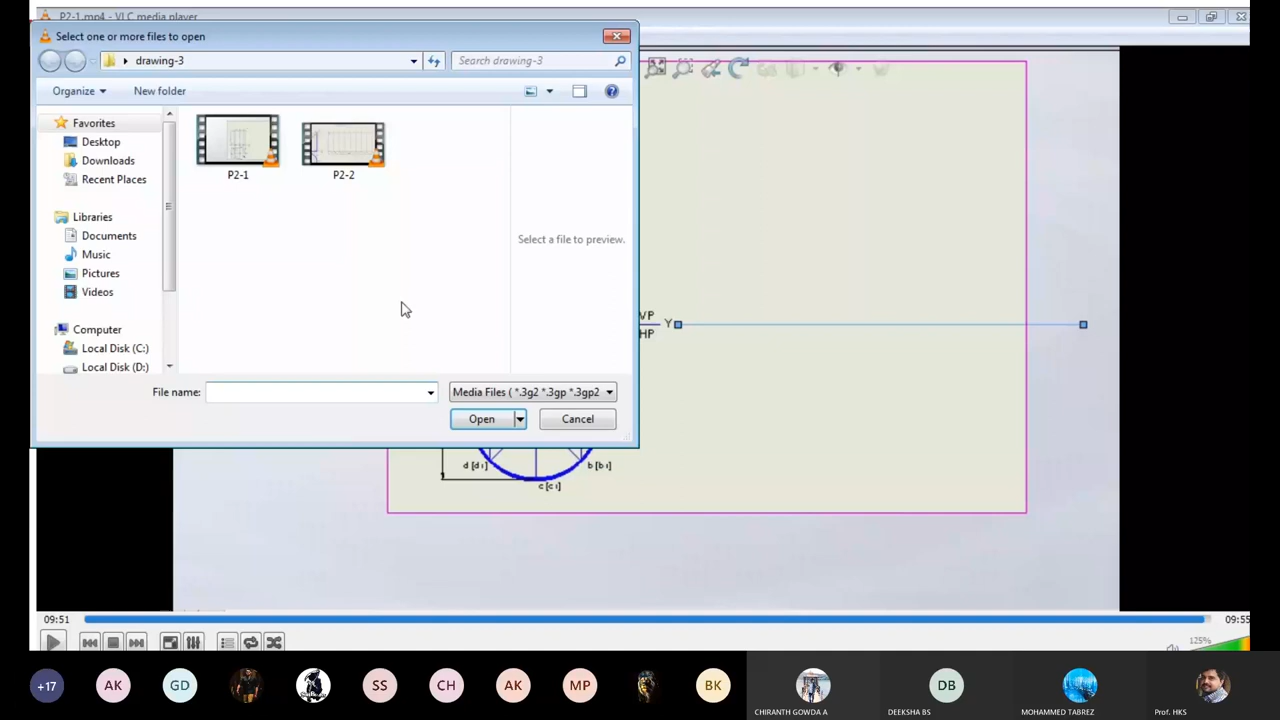 P2-1.mp4 - VLC media player
Select one or more files to open
drawing-3
Search drawing-3
Organize
New folder
Favorites
Desktop
Downloads
Recent Places
Libraries
Documents
Music
Pictures
Videos
Computer
Local Disk (C:)
Local Disk (D:)
P2-1
P2-2
Select a file to preview.
File name:
Media Files ( *.3g2 *.3gp *.3gp2
Open
Cancel
VP
Y
HP
d [d1]
b [b1]
c [c1]
09:51
09:55
125%
+17
AK
GD
SS
CH
AK
MP
BK
CHIRANTH GOWDA A
DB
DEEKSHA BS
MOHAMMED TABREZ
Prof. HKS